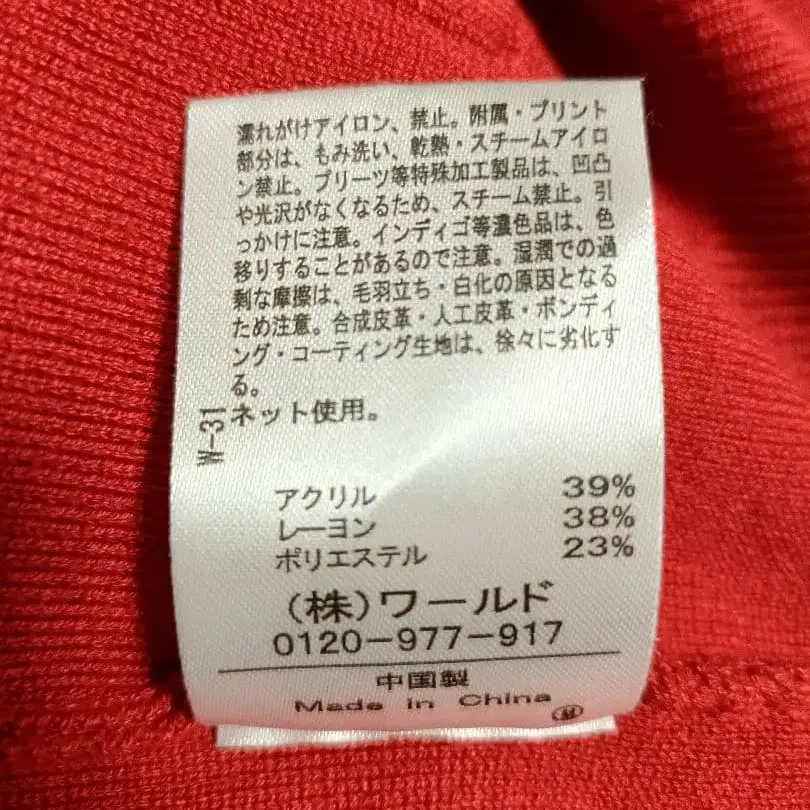 濡れがけアイロン、禁止。附属・プリント
部分は、もみ洗い、乾熱・スチームアイロ
ン禁止。プリーツ等特殊加工製品は、凹凸
や光沢がなくなるため、スチーム禁止。引
っかけに注意。インディゴ等濃色品は、色
移りすることがあるので注意。湿潤での過
剰な摩擦は、毛羽立ち・白化の原因となる
ため注意。合成皮革・人工皮革・ボンディ
ング・コーティング生地は、徐々に劣化す
る。
ネット使用。
W-31
アクリル 39%
レーヨン 38%
ポリエステル 23%
(株)ワールド
0120-977-917
中国製
Made in China